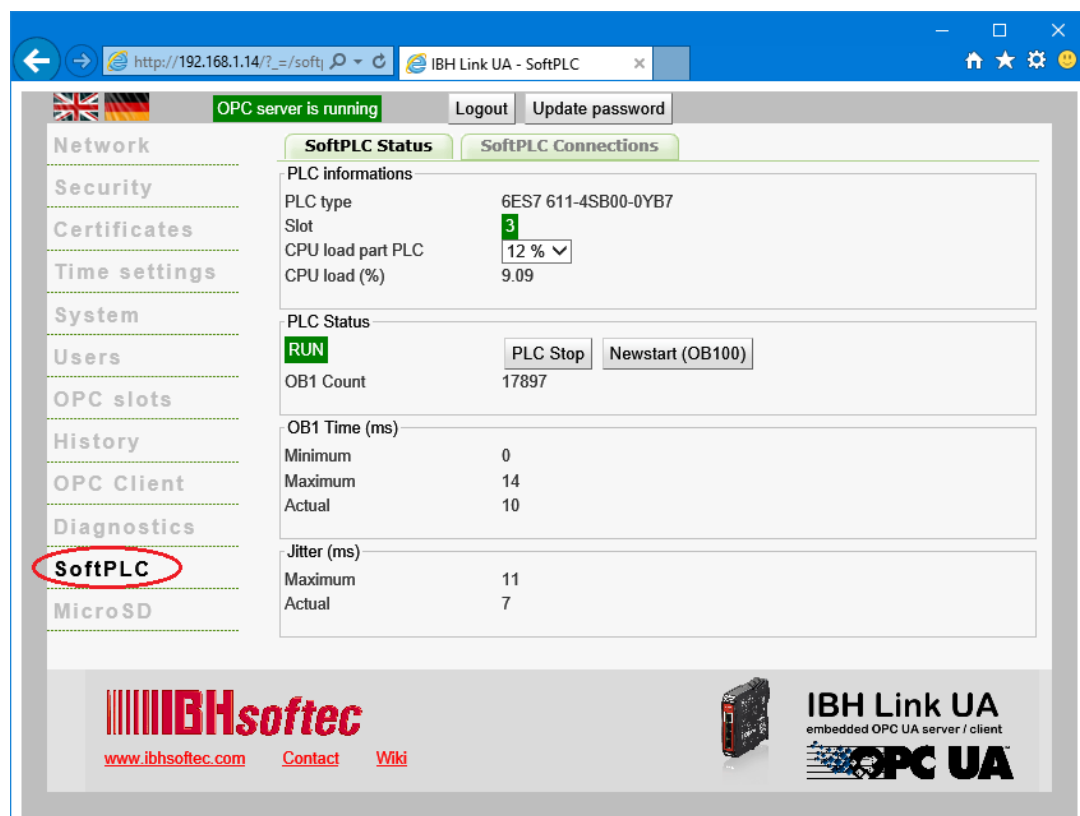 http://192.168.1.14/?_=/soft
IBH Link UA - SoftPLC
OPC server is running
Logout
Update password
Network
Security
Certificates
Time settings
System
Users
OPC slots
History
OPC Client
Diagnostics
SoftPLC
MicroSD
SoftPLC Status
SoftPLC Connections
PLC informations
PLC type 6ES7 611-4SB00-0YB7
Slot 3
CPU load part PLC 12 %
CPU load (%) 9.09
PLC Status
RUN PLC Stop Newstart (OB100)
OB1 Count 17897
OB1 Time (ms)
Minimum 0
Maximum 14
Actual 10
Jitter (ms)
Maximum 11
Actual 7
IBHsoftec
www.ibhsoftec.com Contact Wiki
IBH Link UA
embedded OPC UA server / client
OPC UA